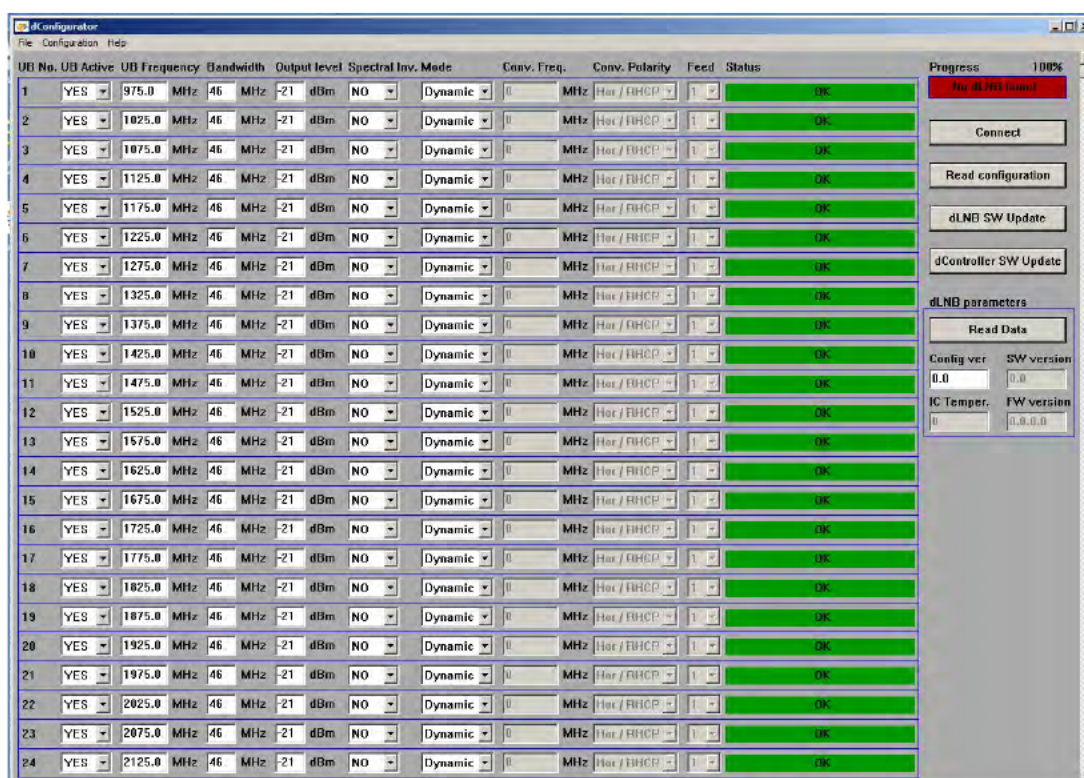 dConfigurator
File Configuration Help
UB No. UB Active UB Frequency Bandwidth Output level Spectral Inv. Mode Conv. Freq. Conv. Polarity Feed Status Progress 100%
1 YES 975.0 MHz 46 MHz -21 dBm NO Dynamic 0 MHz Hor / RHCP 1 OK No dLNB found
2 YES 1025.0 MHz 46 MHz -21 dBm NO Dynamic 0 MHz Hor / RHCP 1 OK
Connect
3 YES 1075.0 MHz 46 MHz -21 dBm NO Dynamic 0 MHz Hor / RHCP 1 OK
4 YES 1125.0 MHz 46 MHz -21 dBm NO Dynamic 0 MHz Hor / RHCP 1 OK Read configuration
5 YES 1175.0 MHz 46 MHz -21 dBm NO Dynamic 0 MHz Hor / RHCP 1 OK dLNB SW Update
6 YES 1225.0 MHz 46 MHz -21 dBm NO Dynamic 0 MHz Hor / RHCP 1 OK
7 YES 1275.0 MHz 46 MHz -21 dBm NO Dynamic 0 MHz Hor / RHCP 1 OK dController SW Update
8 YES 1325.0 MHz 46 MHz -21 dBm NO Dynamic 0 MHz Hor / RHCP 1 OK dLNB parameters
9 YES 1375.0 MHz 46 MHz -21 dBm NO Dynamic 0 MHz Hor / RHCP 1 OK Read Data
10 YES 1425.0 MHz 46 MHz -21 dBm NO Dynamic 0 MHz Hor / RHCP 1 OK Config ver SW version
11 YES 1475.0 MHz 46 MHz -21 dBm NO Dynamic 0 MHz Hor / RHCP 1 OK 0.0 0.0
12 YES 1525.0 MHz 46 MHz -21 dBm NO Dynamic 0 MHz Hor / RHCP 1 OK IC Temper. FW version
13 YES 1575.0 MHz 46 MHz -21 dBm NO Dynamic 0 MHz Hor / RHCP 1 OK 0 0.0.0.0
14 YES 1625.0 MHz 46 MHz -21 dBm NO Dynamic 0 MHz Hor / RHCP 1 OK
15 YES 1675.0 MHz 46 MHz -21 dBm NO Dynamic 0 MHz Hor / RHCP 1 OK
16 YES 1725.0 MHz 46 MHz -21 dBm NO Dynamic 0 MHz Hor / RHCP 1 OK
17 YES 1775.0 MHz 46 MHz -21 dBm NO Dynamic 0 MHz Hor / RHCP 1 OK
18 YES 1825.0 MHz 46 MHz -21 dBm NO Dynamic 0 MHz Hor / RHCP 1 OK
19 YES 1875.0 MHz 46 MHz -21 dBm NO Dynamic 0 MHz Hor / RHCP 1 OK
20 YES 1925.0 MHz 46 MHz -21 dBm NO Dynamic 0 MHz Hor / RHCP 1 OK
21 YES 1975.0 MHz 46 MHz -21 dBm NO Dynamic 0 MHz Hor / RHCP 1 OK
22 YES 2025.0 MHz 46 MHz -21 dBm NO Dynamic 0 MHz Hor / RHCP 1 OK
23 YES 2075.0 MHz 46 MHz -21 dBm NO Dynamic 0 MHz Hor / RHCP 1 OK
24 YES 2125.0 MHz 46 MHz -21 dBm NO Dynamic 0 MHz Hor / RHCP 1 OK